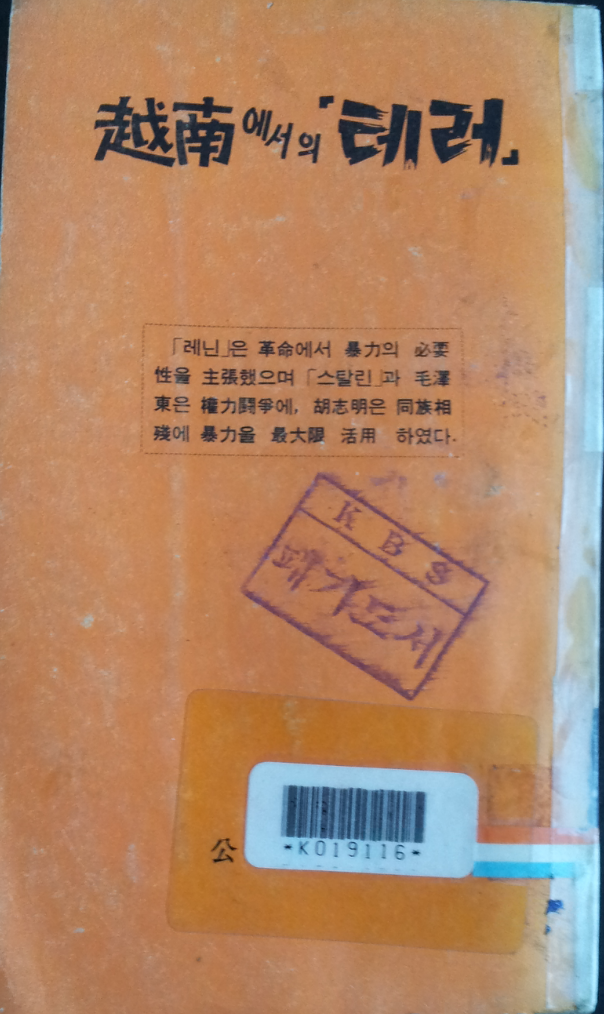 越南에서의 「테러」
「레닌」은 革命에서 暴力의 必要
性을 主張했으며 「스탈린」과 毛澤
東은 權力鬪爭에, 胡志明은 同族相
殘에 暴力을 最大限 活用 하였다.
KBS
폐기도서
公
-K019116-